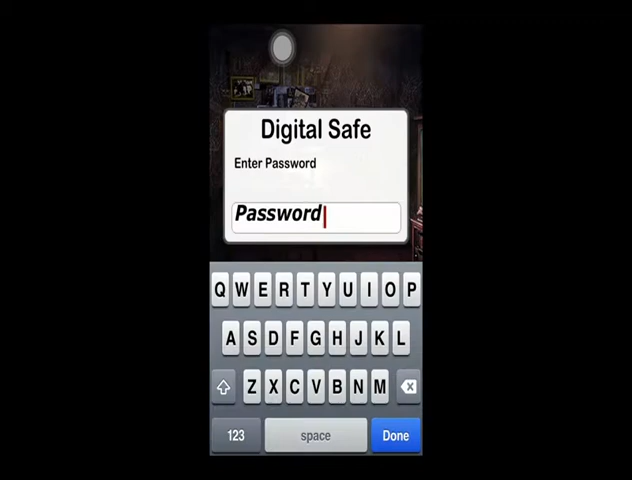 Digital Safe
Enter Password
Password
Q W E R T Y U I O P
A S D F G H J K L
Z X C V B N M
123 space Done